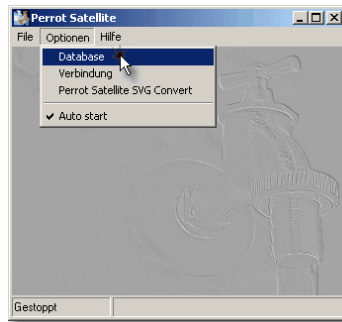 Perrot Satellite
File Optionen Hilfe
Database
Verbindung
Perrot Satellite SVG Convert
Auto start
Gestoppt